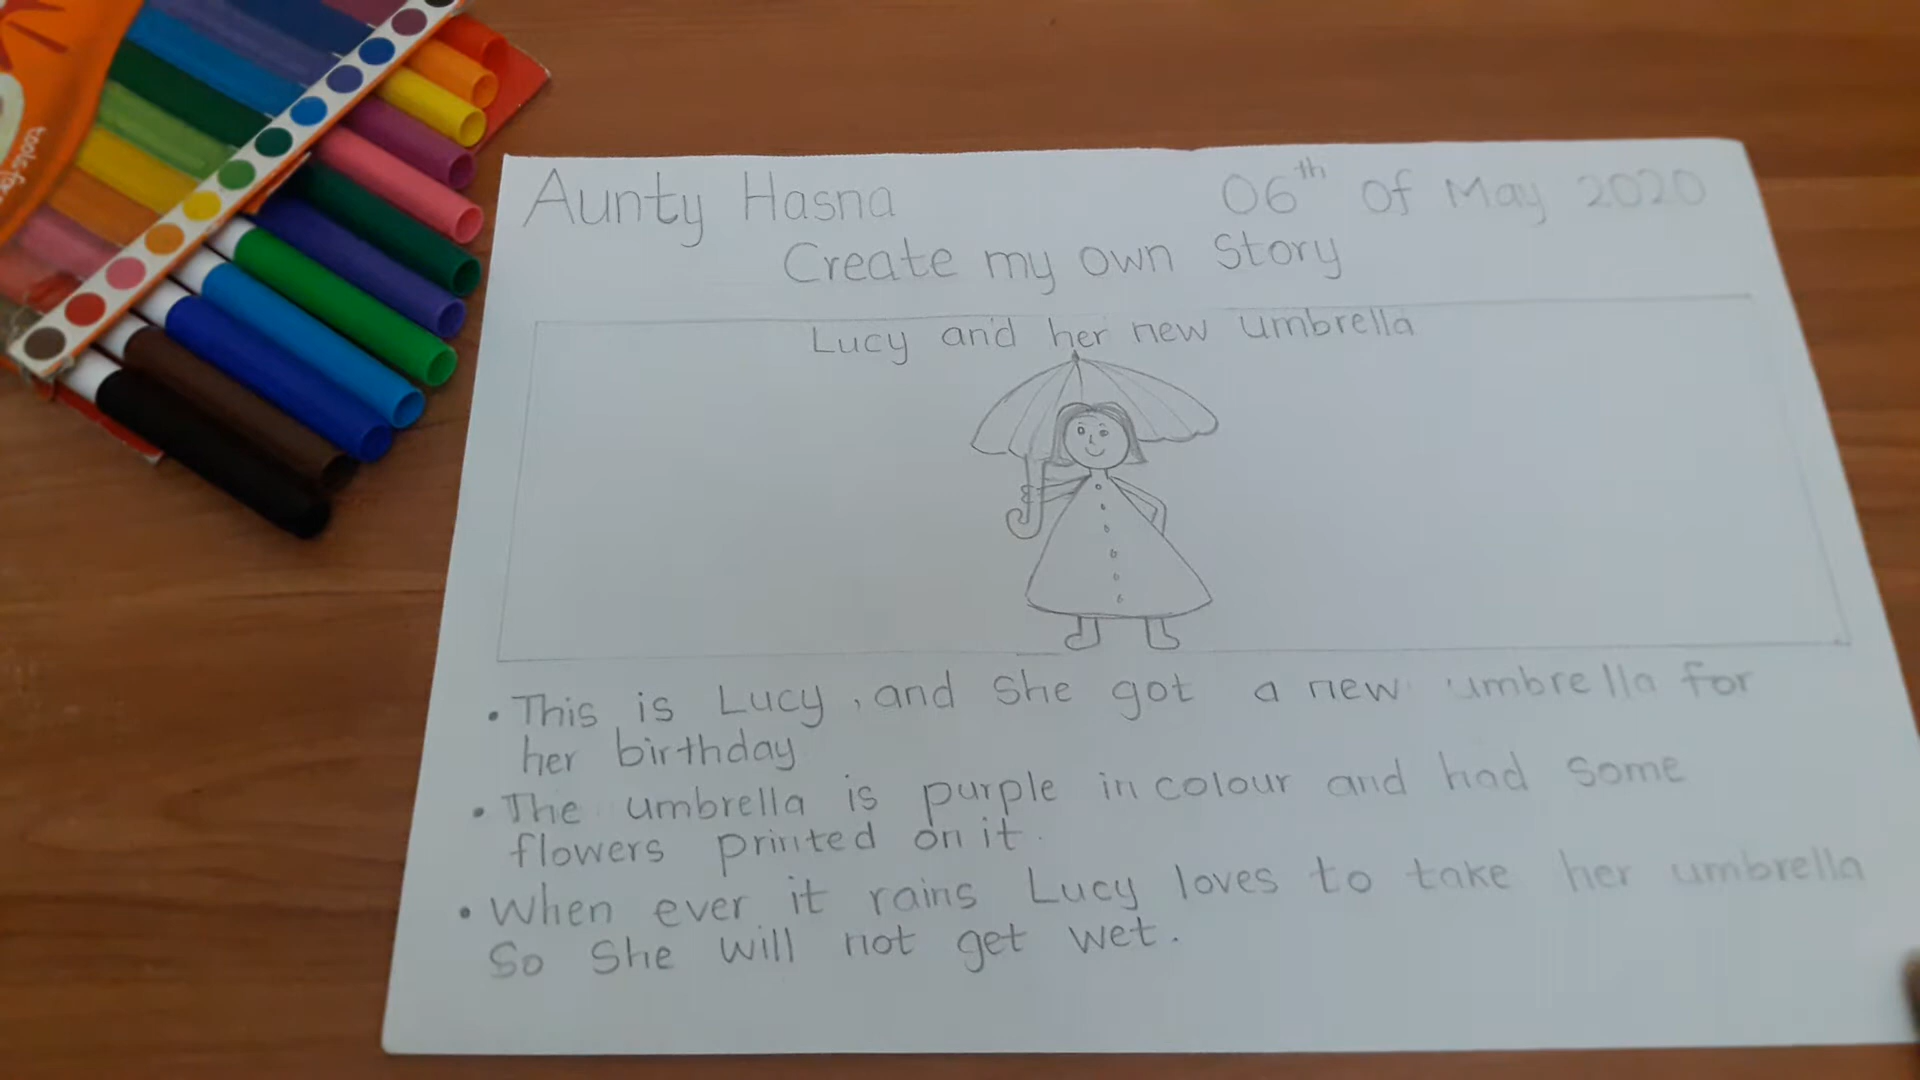 tools for
Aunty Hasna
06th Of May 2020
Create my own Story
Lucy and her new umbrella
• This is Lucy, and She got a new umbrella for
her birthday
• The umbrella is purple in colour and had some
flowers printed on it.
• When ever it rains Lucy loves to take her umbrella
So She will not get wet.